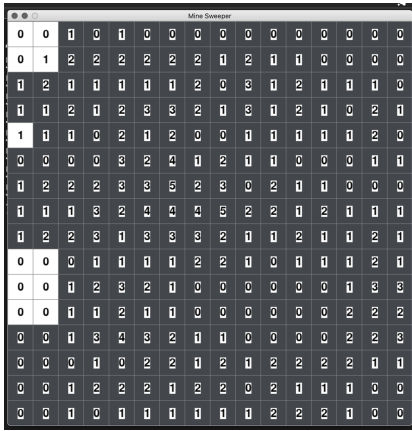 Mine Sweeper
0 0 1 0 1 0 0 0 0 0 0 0 0 0 0 0
0 1 2 2 2 2 2 2 1 2 1 1 0 0 0 0
1 2 1 1 1 1 1 2 0 3 1 2 1 1 1 0
1 1 2 1 2 3 3 2 1 3 1 2 1 0 2 1
1 1 1 0 2 1 2 0 0 1 1 1 1 1 2 0
0 0 0 0 3 2 4 1 2 1 1 0 0 0 1 1
1 2 2 2 3 3 5 2 3 0 2 1 1 0 0 0
1 1 1 3 2 4 4 4 5 2 2 1 2 1 1 1
1 2 2 3 1 3 3 3 2 1 1 2 1 1 2 1
0 0 0 1 1 1 1 2 2 1 0 1 1 1 2 1
0 0 1 2 3 2 1 0 0 0 0 0 0 1 3 3
0 0 1 1 2 1 1 0 0 0 0 0 0 2 2 2
0 0 1 3 4 3 2 1 1 0 0 0 0 2 2 3
0 0 0 1 0 2 2 1 2 1 2 2 2 2 1 1
0 0 1 2 2 2 1 2 2 0 2 1 1 1 0 0
0 0 1 0 1 1 1 1 1 1 2 2 2 1 0 0